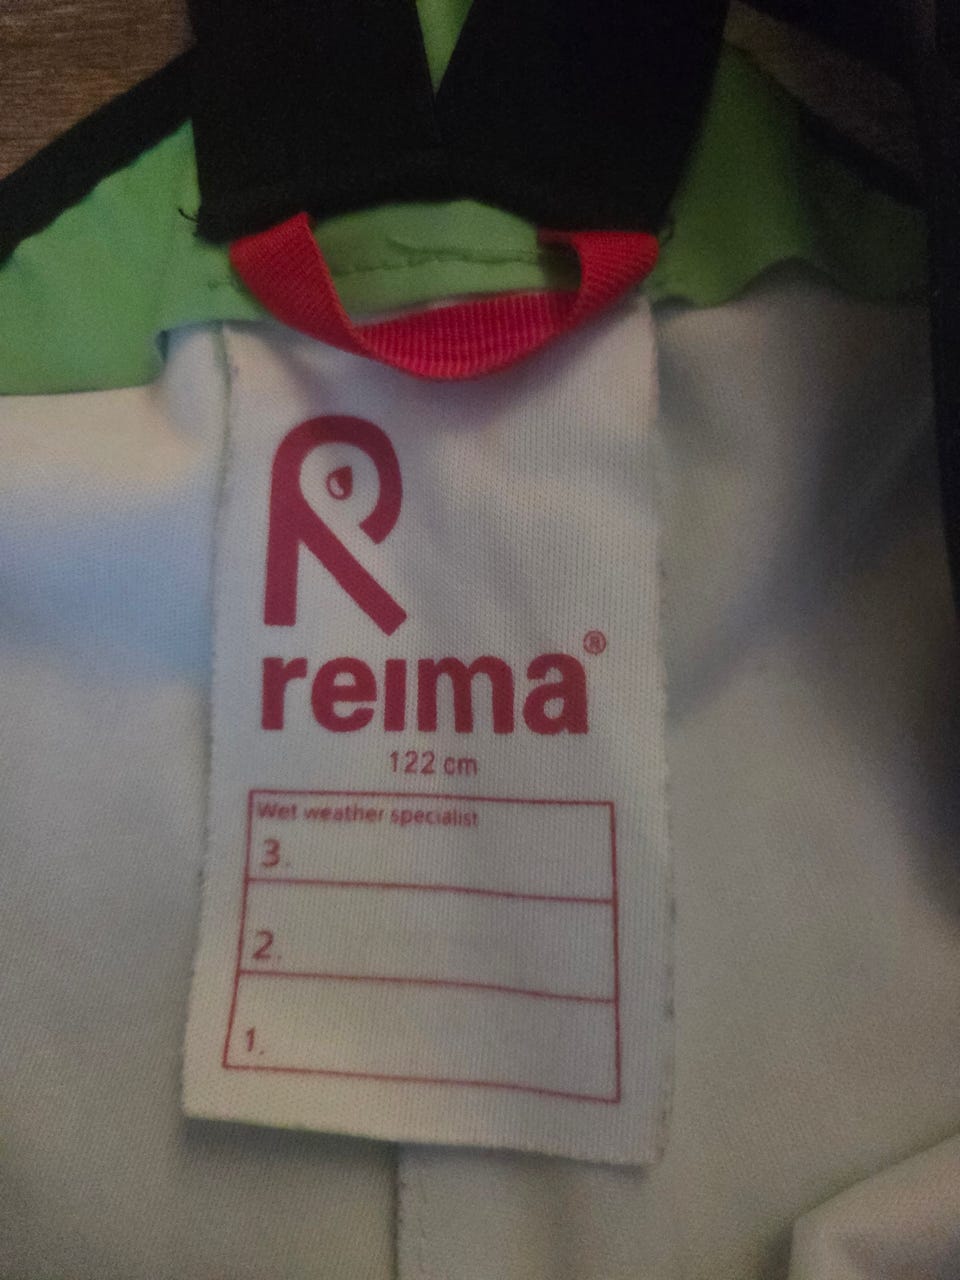 reima®
122 cm
Wet weather specialist
3.
2.
1.